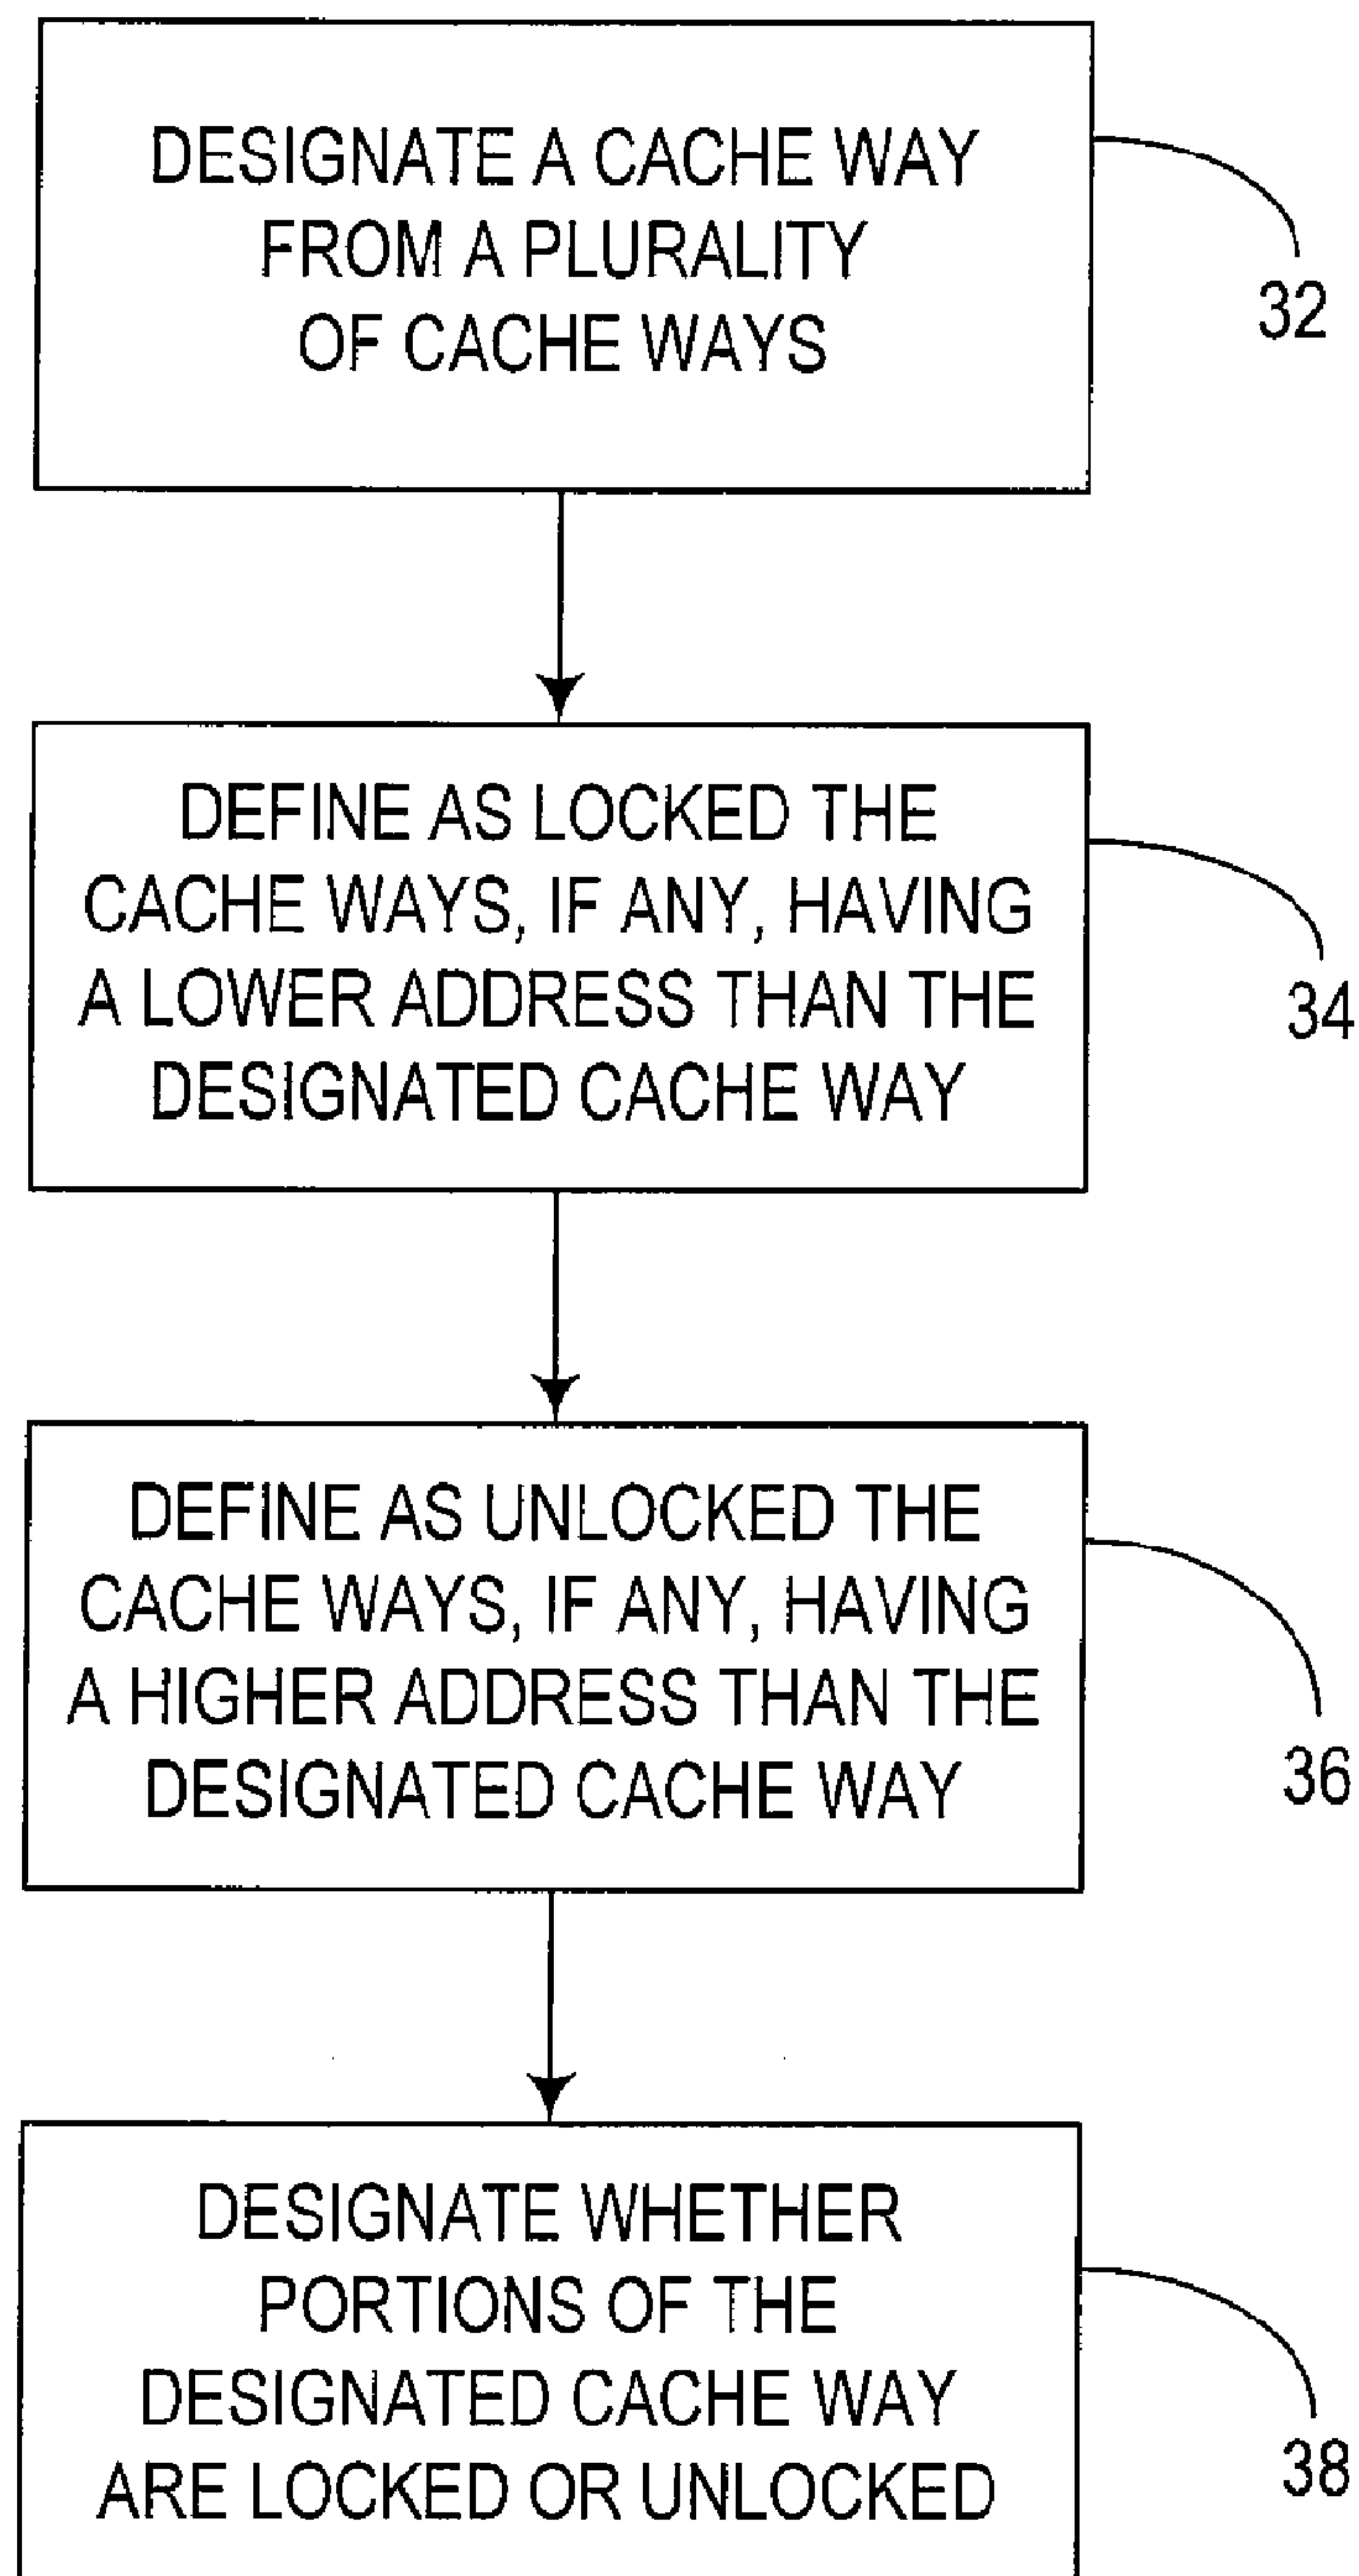 DESIGNATE A CACHE WAY
FROM A PLURALITY
OF CACHE WAYS
32
DEFINE AS LOCKED THE
CACHE WAYS, IF ANY, HAVING
A LOWER ADDRESS THAN THE
DESIGNATED CACHE WAY
34
DEFINE AS UNLOCKED THE
CACHE WAYS, IF ANY, HAVING
A HIGHER ADDRESS THAN THE
DESIGNATED CACHE WAY
36
DESIGNATE WHETHER
PORTIONS OF THE
DESIGNATED CACHE WAY
ARE LOCKED OR UNLOCKED
38